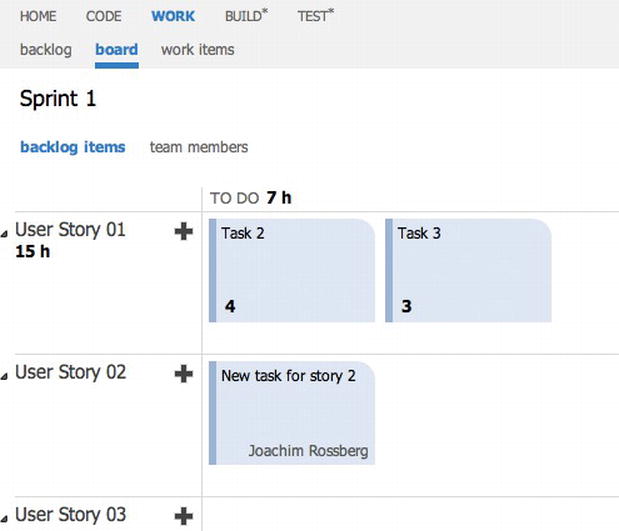 HOME CODE WORK BUILD* TEST*
backlog board work items
Sprint 1
backlog items team members
TO DO 7 h
User Story 01
15 h
Task 2
4
Task 3
3
User Story 02
New task for story 2
Joachim Rossberg
User Story 03